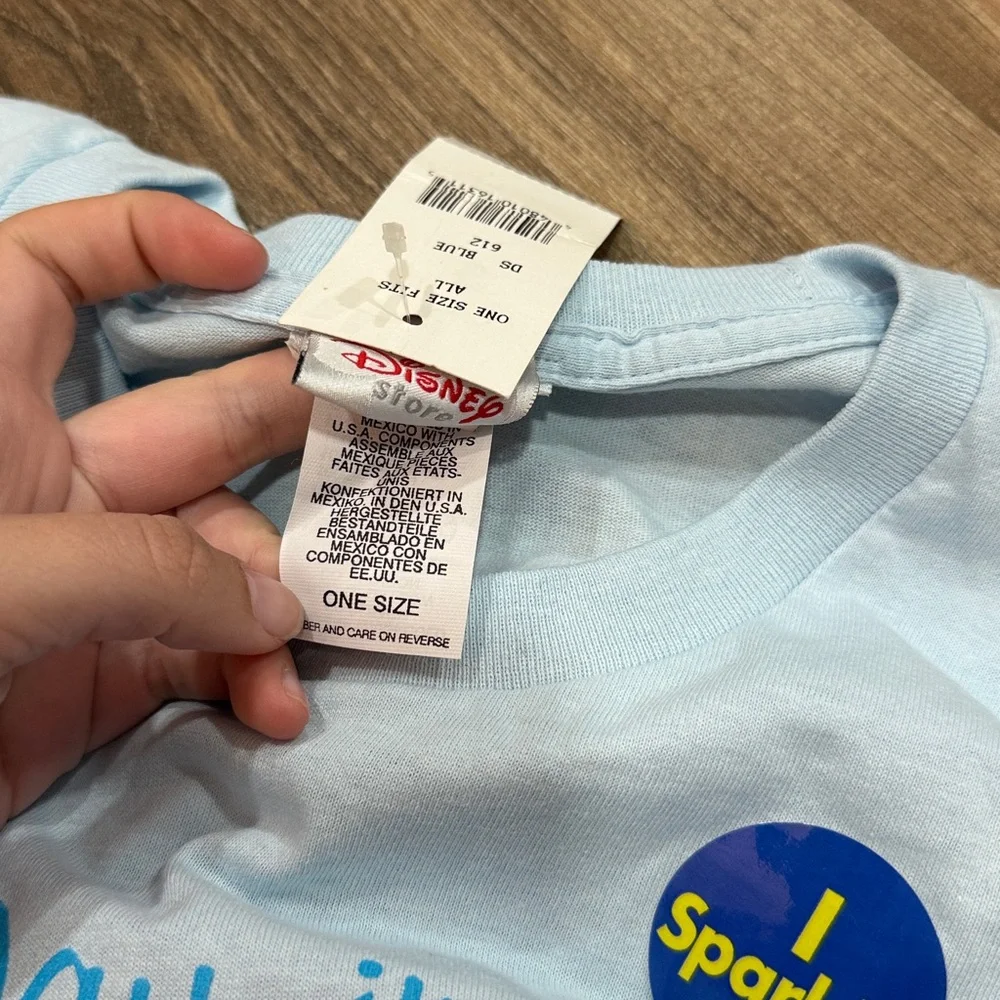 48010 16311
DS BLUE
612
ONE SIZE FITS
ALL
Disney
store
MEXICO WITH
U.S.A. COMPONENTS
ASSEMBLE AUX
MEXIQUE PIECES
FAITES AUX ETATS-
UNIS
KONFEKTIONIERT IN
MEXIKO, IN DEN U.S.A.
HERGESTELLTE
BESTANDTEILE
ENSAMBLADO EN
MEXICO CON
COMPONENTES DE
EE.UU.
ONE SIZE
BER AND CARE ON REVERSE
I
Spar